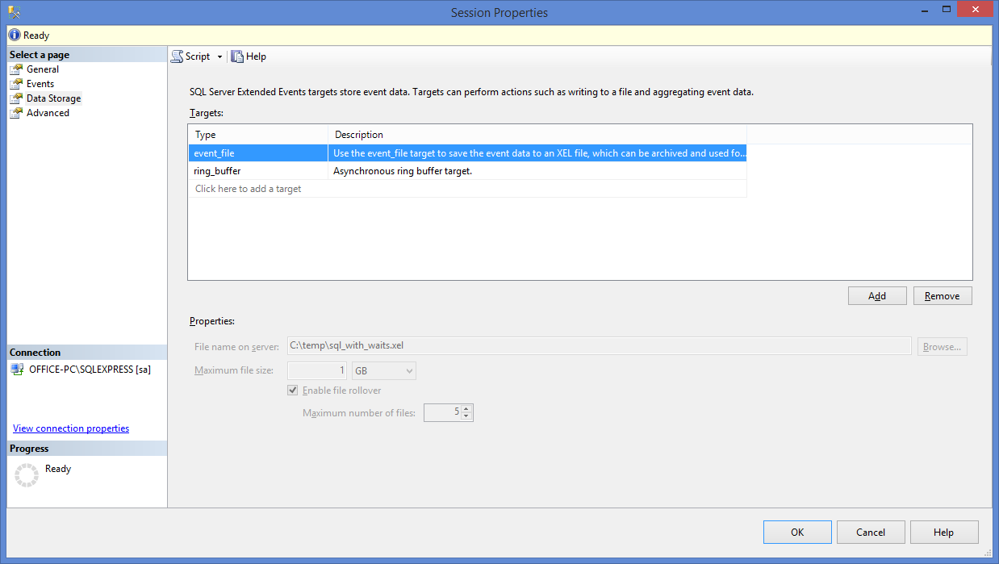 Session Properties
Ready
Select a page
General
Events
Data Storage
Advanced
Script
Help
SQL Server Extended Events targets store event data. Targets can perform actions such as writing to a file and aggregating event data.
Targets:
Type Description
event_file Use the event_file target to save the event data to an XEL file, which can be archived and used fo...
ring_buffer Asynchronous ring buffer target.
Click here to add a target
Add Remove
Properties:
File name on server: C:\temp\sql_with_waits.xel Browse...
Maximum file size: 1 GB
Enable file rollover
Maximum number of files: 5
Connection
OFFICE-PC\SQLEXPRESS [sa]
View connection properties
Progress
Ready
OK Cancel Help